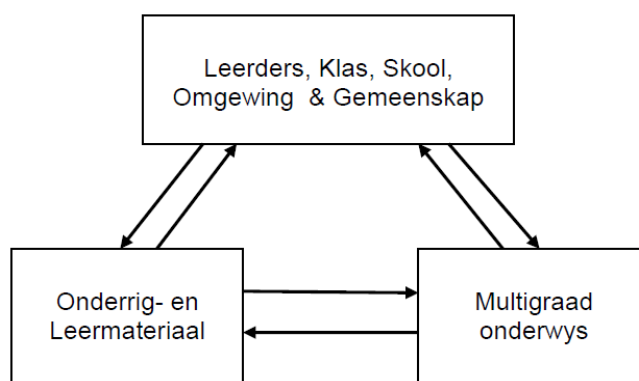 Leerders, Klas, Skool,
Omgewing & Gemeenskap
Onderrig- en
Leermateriaal
Multigraad
onderwys